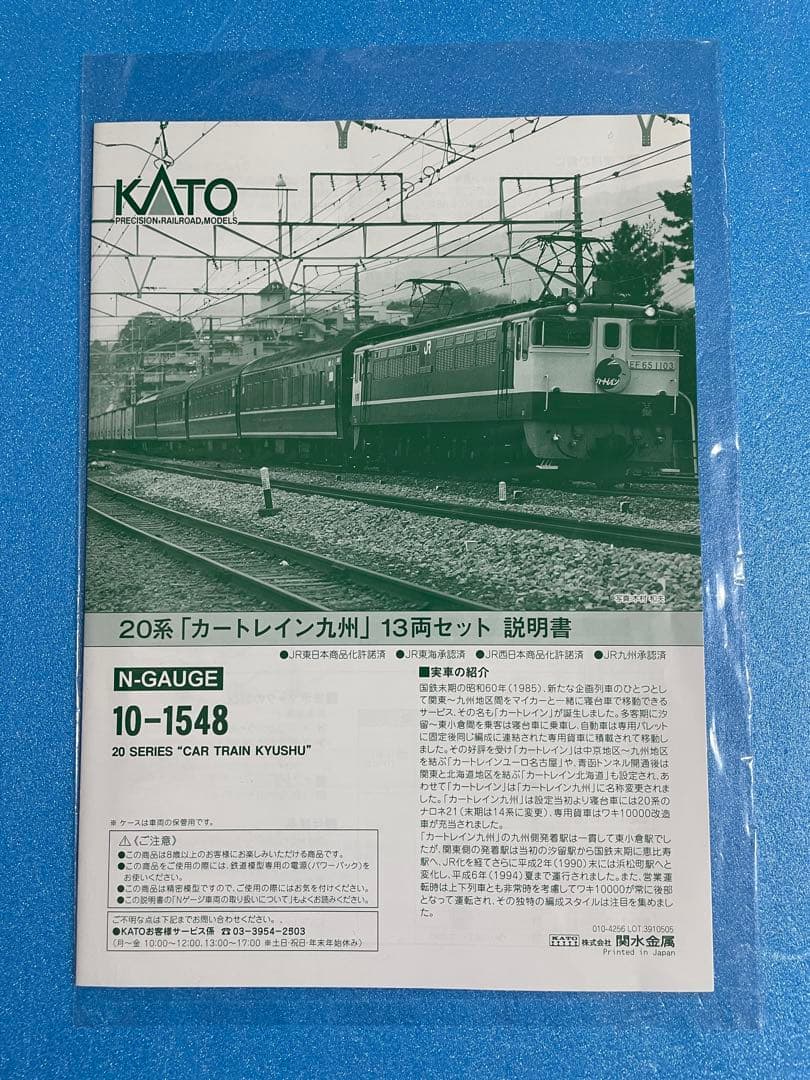 KATO
PRECISION RAILROAD MODELS
JR
EF65 1103
カートレイン
写真:木村 和夫
20系「カートレイン九州」13両セット 説明書
●JR東日本商品化許諾済 ●JR東海承認済 ●JR西日本商品化許諾済 ●JR九州承認済
N-GAUGE
10-1548
20 SERIES “CAR TRAIN KYUSHU”
※ ケースは車両の保管用です。
⚠《ご注意》
●この商品は8歳以上のお客様にお楽しみいただける商品です。
●この商品をご使用の際には、鉄道模型専用の電源(パワーパック)を
お使いください。
●この商品は精密模型ですので、ご使用の際にはお気を付けください。
●この説明書の「Nゲージ車両の取り扱いについて」もよくお読みください。
ご不明な点は下記までお問い合わせください。
●KATOお客様サービス係 ☎03-3954-2503
(月〜金 10:00〜12:00、13:00〜17:00 ※土日・祝日・年末年始休み)
■実車の紹介
国鉄末期の昭和60年(1985)、新たな企画列車のひとつとし
て関東〜九州地区間をマイカーと一緒に寝台車で移動できる
サービス、その名も「カートレイン」が誕生しました。多客期に汐
留〜東小倉間を乗客は寝台車に乗車し、自動車は専用パレット
に固定後同じ編成に連結された専用貨車に積載されて移動し
ました。その好評を受け「カートレイン」は中京地区〜九州地区
を結ぶ「カートレインユーロ名古屋」や、青函トンネル開通後は
関東と北海道地区を結ぶ「カートレイン北海道」も設定され、あ
わせて「カートレイン」は「カートレイン九州」に名称変更されま
した。「カートレイン九州」は設定当初より寝台車には20系の
ナロネ21(末期は14系に変更)、専用貨車はワキ10000改造
車が充当されました。
「カートレイン九州」の九州側発着駅は一貫して東小倉駅でし
たが、関東側の発着駅は当初の汐留駅から国鉄末期に恵比寿
駅へ、JR化を経てさらに平成2年(1990)末には浜松町駅へと
変化し、平成6年(1994)夏まで運行されました。また、営業運
転時は上下列車とも非常時を考慮してワキ10000が常に後部
となって運転され、その独特の編成スタイルは注目を集めまし
た。
010-4256 LOT:3910505
KATO 株式会社 関水金属
Printed in Japan